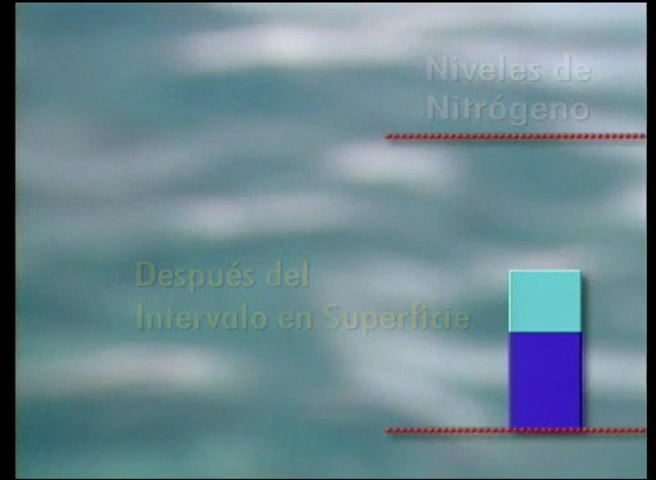 Niveles de
Nitrógeno
Después del
Intervalo en Superficie